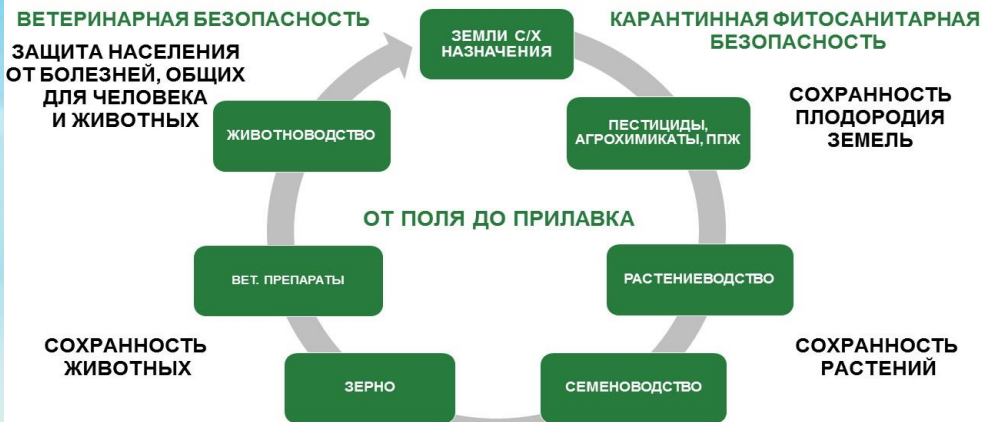 ВЕТЕРИНАРНАЯ БЕЗОПАСНОСТЬ
ЗАЩИТА НАСЕЛЕНИЯ
ОТ БОЛЕЗНЕЙ, ОБЩИХ
ДЛЯ ЧЕЛОВЕКА
И ЖИВОТНЫХ
ЗЕМЛИ С/Х
НАЗНАЧЕНИЯ
КАРАНТИННАЯ ФИТОСАНИТАРНАЯ
БЕЗОПАСНОСТЬ
СОХРАННОСТЬ
ПЛОДОРОДИЯ
ЗЕМЕЛЬ
ЖИВОТНОВОДСТВО
ПЕСТИЦИДЫ,
АГРОХИМИКАТЫ, ППЖ
ОТ ПОЛЯ ДО ПРИЛАВКА
ВЕТ. ПРЕПАРАТЫ
РАСТЕНИЕВОДСТВО
СОХРАННОСТЬ
ЖИВОТНЫХ
СОХРАННОСТЬ
РАСТЕНИЙ
ЗЕРНО
СЕМЕНОВОДСТВО